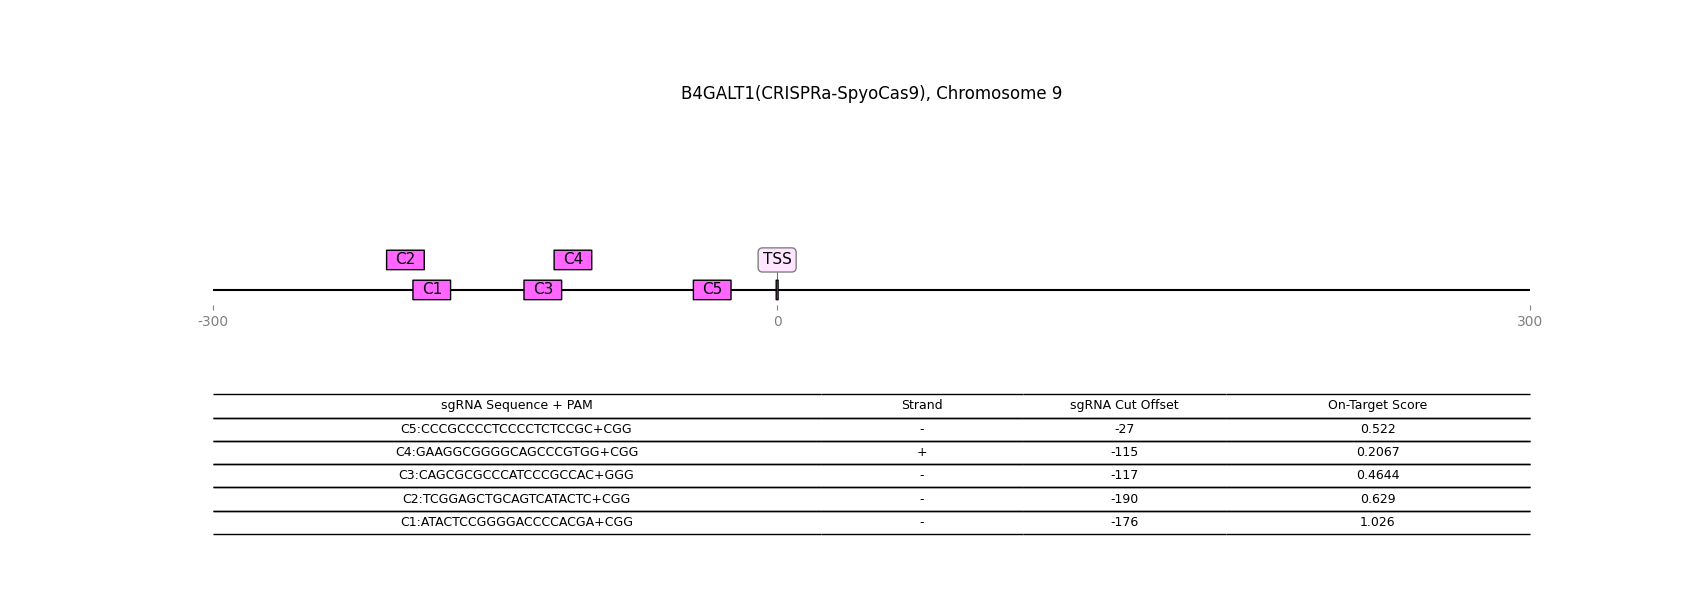 B4GALT1(CRISPRa-SpyoCas9), Chromosome 9
C2 C4 TSS
C1 C3 C5
-300 0 300
sgRNA Sequence + PAM Strand sgRNA Cut Offset On-Target Score
C5:CCCGCCCCTCCCCTCTCCGC+CGG - -27 0.522
C4:GAAGGCGGGGCAGCCCGTGG+CGG + -115 0.2067
C3:CAGCGCGCCCATCCCGCCAC+GGG - -117 0.4644
C2:TCGGAGCTGCAGTCATACTC+CGG - -190 0.629
C1:ATACTCCGGGGACCCCACGA+CGG - -176 1.026